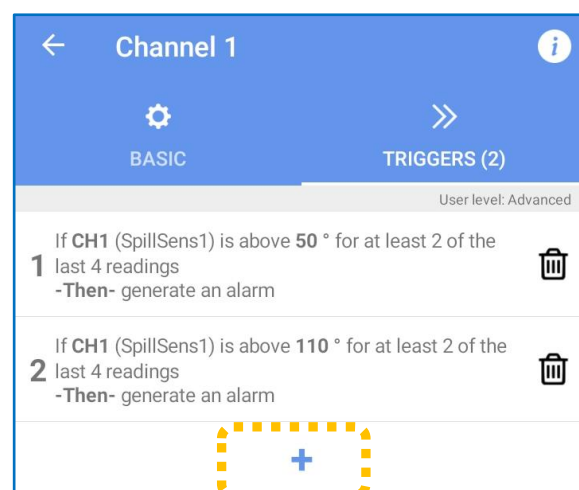 Channel 1
BASIC
TRIGGERS (2)
User level: Advanced
If CH1 (SpillSens1) is above 50 ° for at least 2 of the
1 last 4 readings
-Then- generate an alarm
If CH1 (SpillSens1) is above 110 ° for at least 2 of the
2 last 4 readings
-Then- generate an alarm